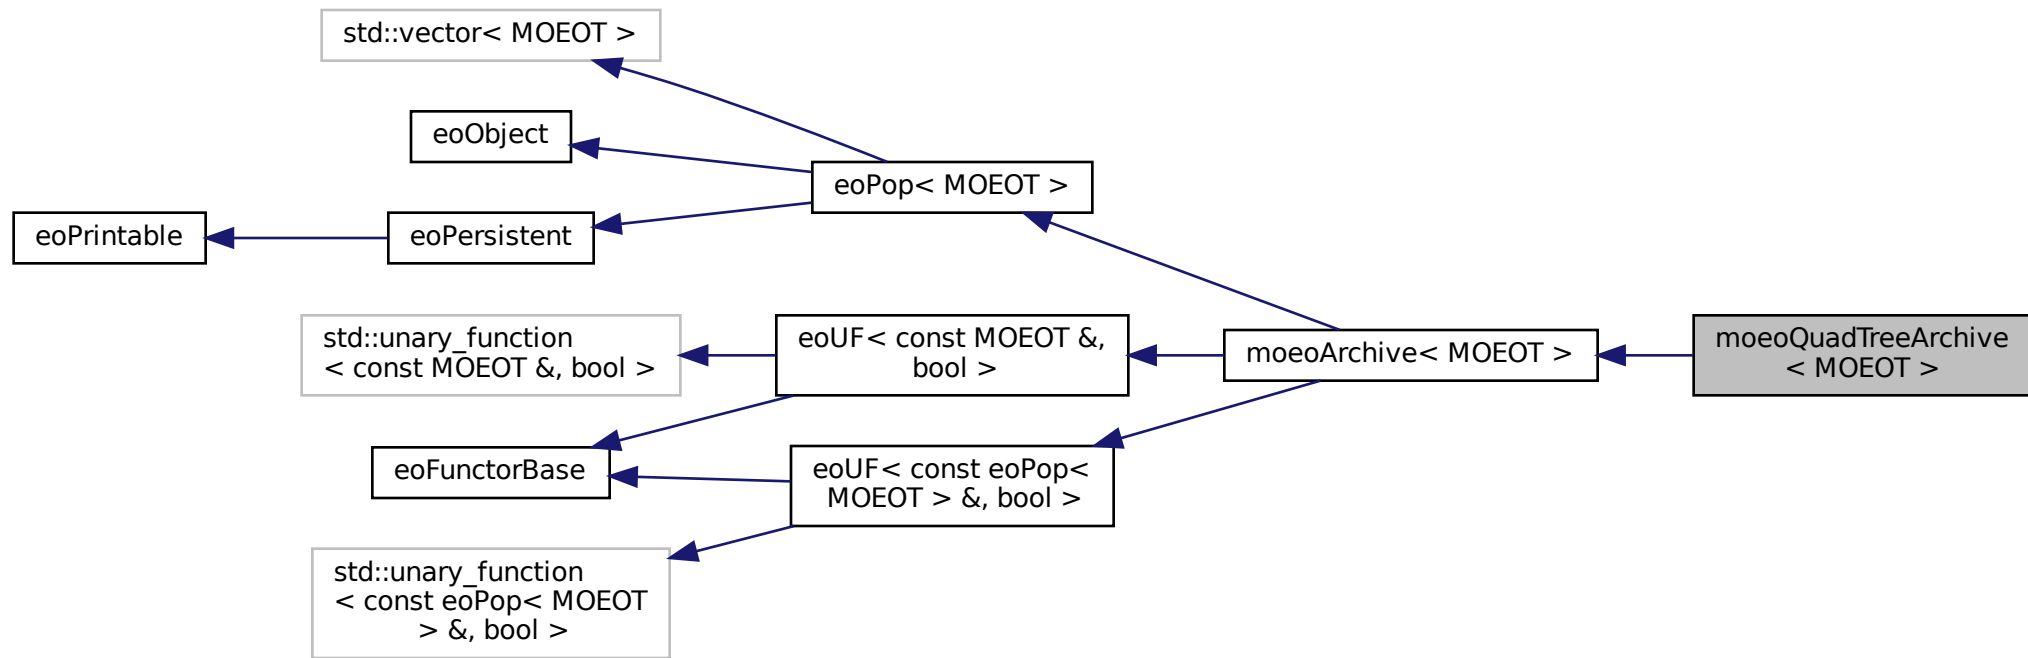 std::vector< MOEOT >
eoObject
eoPop< MOEOT >
eoPrintable
eoPersistent
std::unary_function
< const MOEOT &, bool >
eoUF< const MOEOT &,
bool >
moeoArchive< MOEOT >
moeoQuadTreeArchive
< MOEOT >
eoFunctorBase
eoUF< const eoPop<
MOEOT > &, bool >
std::unary_function
< const eoPop< MOEOT
> &, bool >